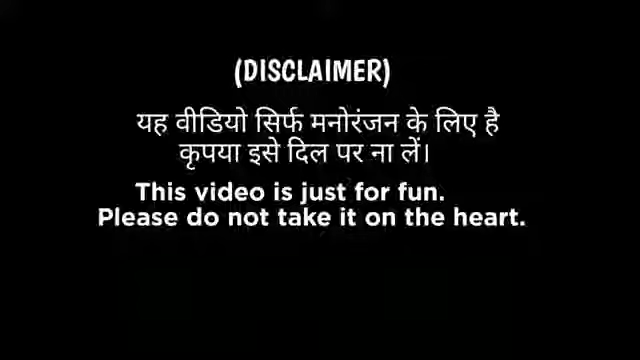 (DISCLAIMER)
यह वीडियो सिर्फ मनोरंजन के लिए है
कृपया इसे दिल पर ना लें।
This video is just for fun.
Please do not take it on the heart.